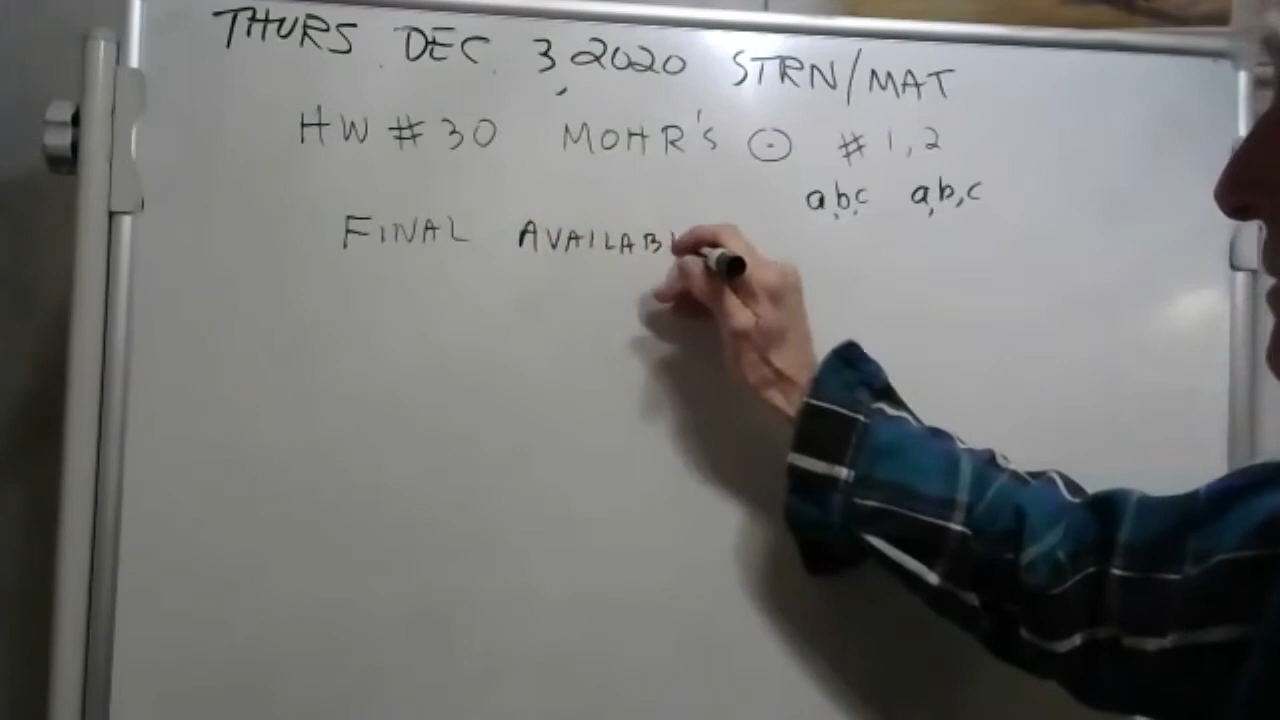 THURS DEC 3, 2020 STRN/MAT
HW # 30 MOHR'S ⊙ # 1, 2
a,b,c a,b,c
FINAL AVAILAB